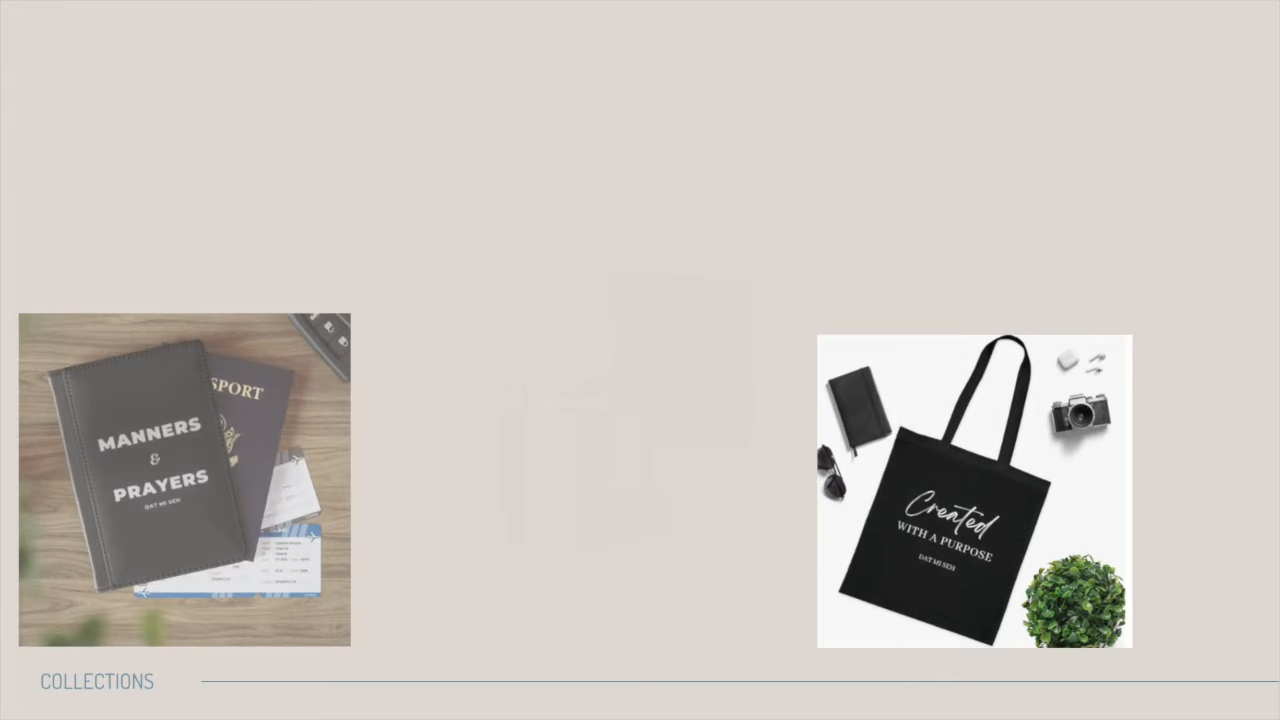 MANNERS
&
PRAYERS
DAT MI SEH
SPORT
Created
WITH A PURPOSE
DAT MI SEH
COLLECTIONS